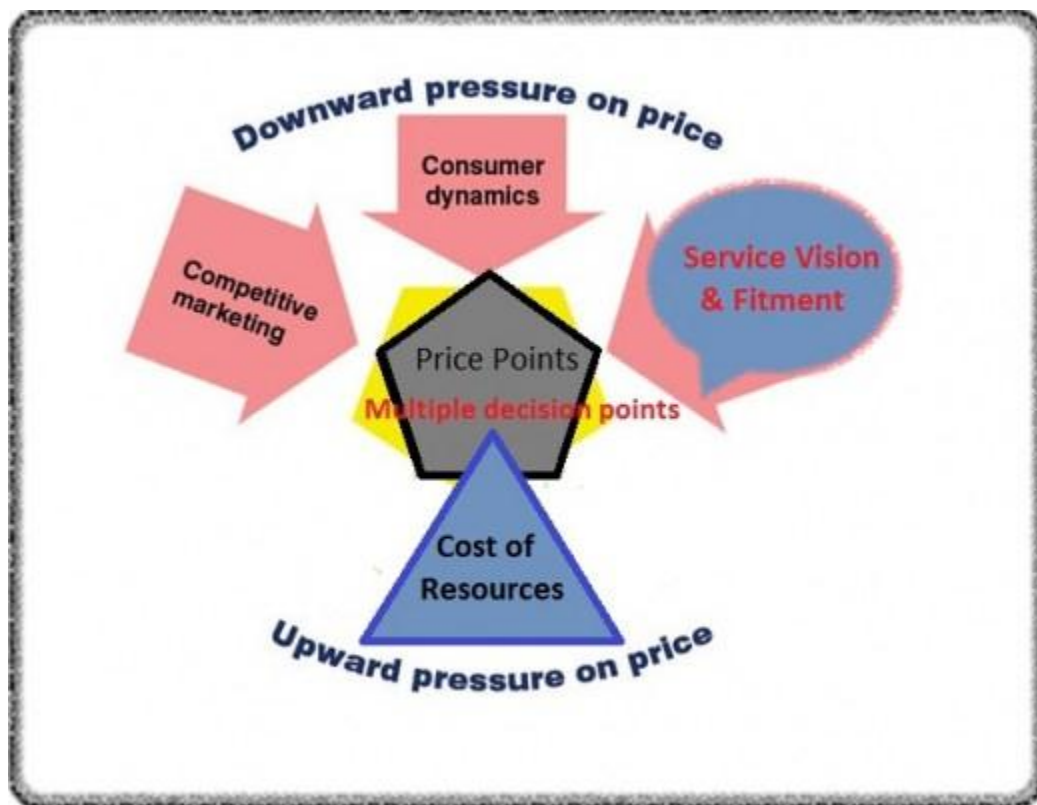 Downward pressure on price
Consumer
dynamics
Competitive
marketing
Service Vision
& Fitment
Price Points
Multiple decision points
Cost of
Resources
Upward pressure on price